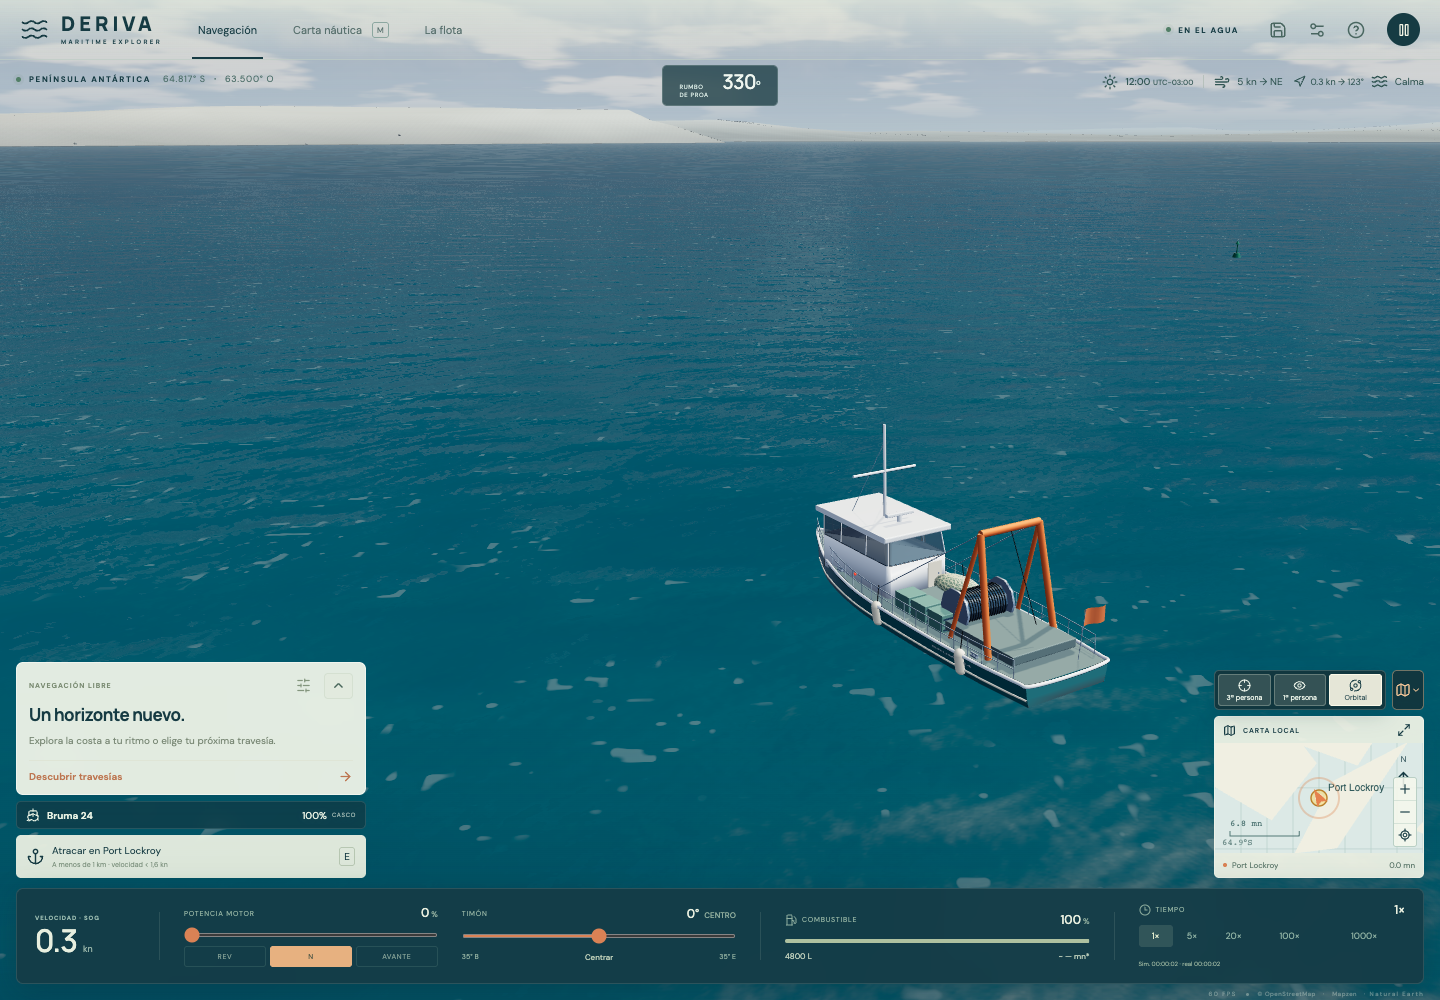 DERIVA
MARITIME EXPLORER
Navegación
Carta náutica M
La flota
EN EL AGUA
PENÍNSULA ANTÁRTICA 64.817° S · 63.500° O
RUMBO
DE PROA
330°
12:00 UTC-03:00
5 kn → NE
0.3 kn → 123°
Calma
NAVEGACIÓN LIBRE
Un horizonte nuevo.
Explora la costa a tu ritmo o elige tu próxima travesía.
Descubrir travesías
Bruma 24
100% CASCO
Atracar en Port Lockroy
A menos de 1 km · velocidad < 1,6 kn
E
3ª persona
1ª persona
Orbital
CARTA LOCAL
N
Port Lockroy
6.8 mn
64.9°S
Port Lockroy
0.0 mn
VELOCIDAD · SOG
0.3 kn
POTENCIA MOTOR
0 %
REV
N
AVANTE
TIMÓN
0° CENTRO
35° B
Centrar
35° E
COMBUSTIBLE
100 %
4800 L
- — mn*
TIEMPO
1×
1×
5×
20×
100×
1000×
Sim. 00:00:02 · real 00:00:02
60 FPS
© OpenStreetMap · Mapzen · Natural Earth